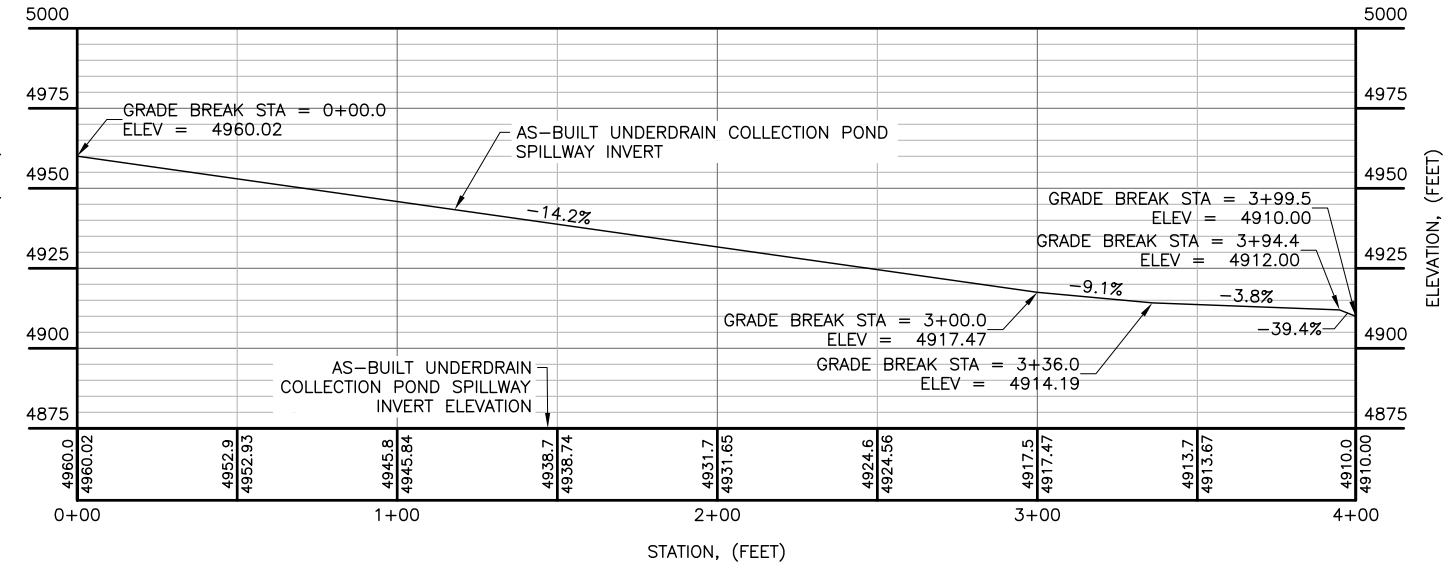 5000
5000
4975
4975
GRADE BREAK STA = 0+00.0
ELEV = 4960.02
AS-BUILT UNDERDRAIN COLLECTION POND
SPILLWAY INVERT
4950
4950
-14.2%
GRADE BREAK STA = 3+99.5
ELEV = 4910.00
GRADE BREAK STA = 3+94.4
ELEV = 4912.00
4925
4925
-9.1%
-3.8%
-39.4%
GRADE BREAK STA = 3+00.0
ELEV = 4917.47
GRADE BREAK STA = 3+36.0
ELEV = 4914.19
4900
4900
AS-BUILT UNDERDRAIN
COLLECTION POND SPILLWAY
INVERT ELEVATION
4875
4875
ELEVATION, (FEET)
4960.0
4960.02
4952.9
4952.93
4945.8
4945.84
4938.7
4938.74
4931.7
4931.65
4924.6
4924.56
4917.5
4917.47
4913.7
4913.67
4910.0
4910.00
0+00
1+00
2+00
3+00
4+00
STATION, (FEET)